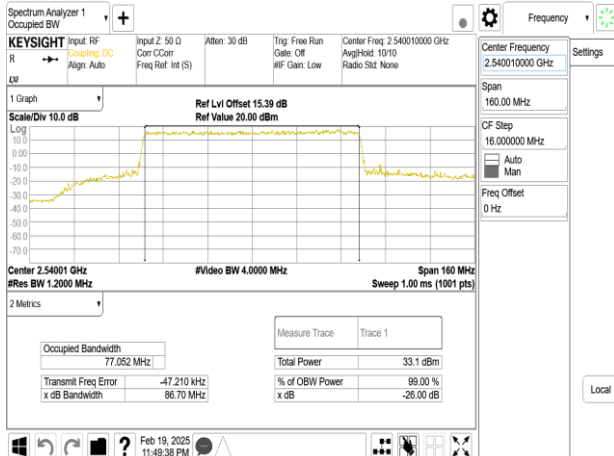 Spectrum Analyzer 1
Occupied BW
+
Frequency
KEYSIGHT
R
Input: RF
Coupling: DC
Align: Auto
Input Z: 50 Ω
Corr CCorr
Freq Ref: Int (S)
Atten: 30 dB
Trig: Free Run
Gate: Off
#IF Gain: Low
Center Freq: 2.540010000 GHz
Avg|Hold: 10/10
Radio Std: None
LXI
Center Frequency
2.540010000 GHz
Settings
Span
160.00 MHz
CF Step
16.000000 MHz
Auto
Man
Freq Offset
0 Hz
Local
1 Graph
Scale/Div 10.0 dB
Ref Lvl Offset 15.39 dB
Ref Value 20.00 dBm
Log
10.0
0.00
-10.0
-20.0
-30.0
-40.0
-50.0
-60.0
-70.0
Center 2.54001 GHz
#Res BW 1.2000 MHz
#Video BW 4.0000 MHz
Span 160 MHz
Sweep 1.00 ms (1001 pts)
2 Metrics
Measure Trace
Trace 1
Occupied Bandwidth
77.052 MHz
Total Power
33.1 dBm
Transmit Freq Error
-47.210 kHz
% of OBW Power
99.00 %
x dB Bandwidth
86.70 MHz
x dB
-26.00 dB
?
Feb 19, 2025
11:49:38 PM